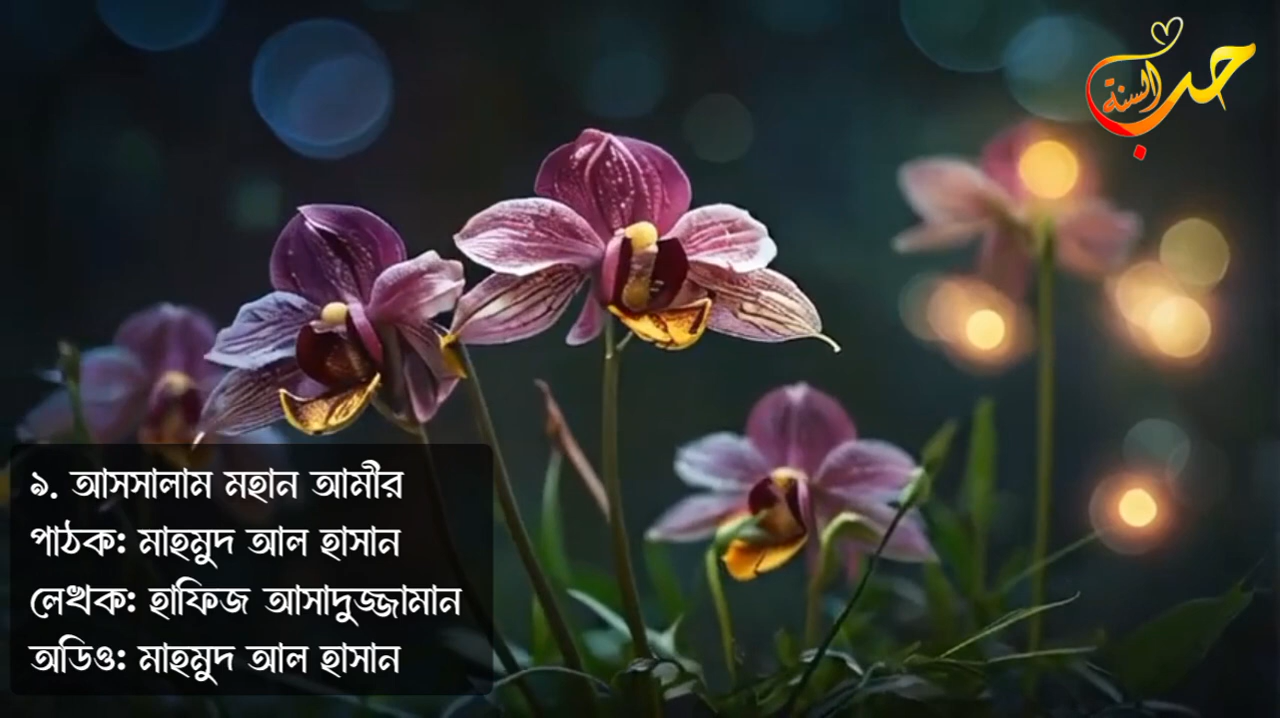 حب السنة
৯. আসসালাম মহান আমীর
পাঠক: মাহমুদ আল হাসান
লেখক: হাফিজ আসাদুজ্জামান
অডিও: মাহমুদ আল হাসান